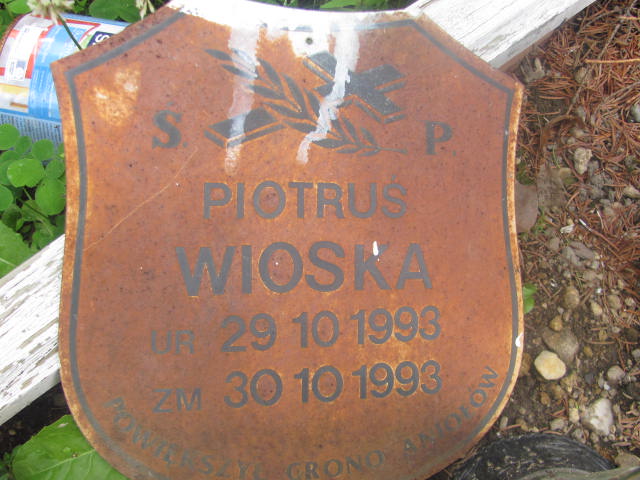 Ś. P
PIOTRUŚ
WIOSKA
UR 29 10 1993
ZM 30 10 1993
POWIĘKSZYŁ GRONO ANIOŁÓW